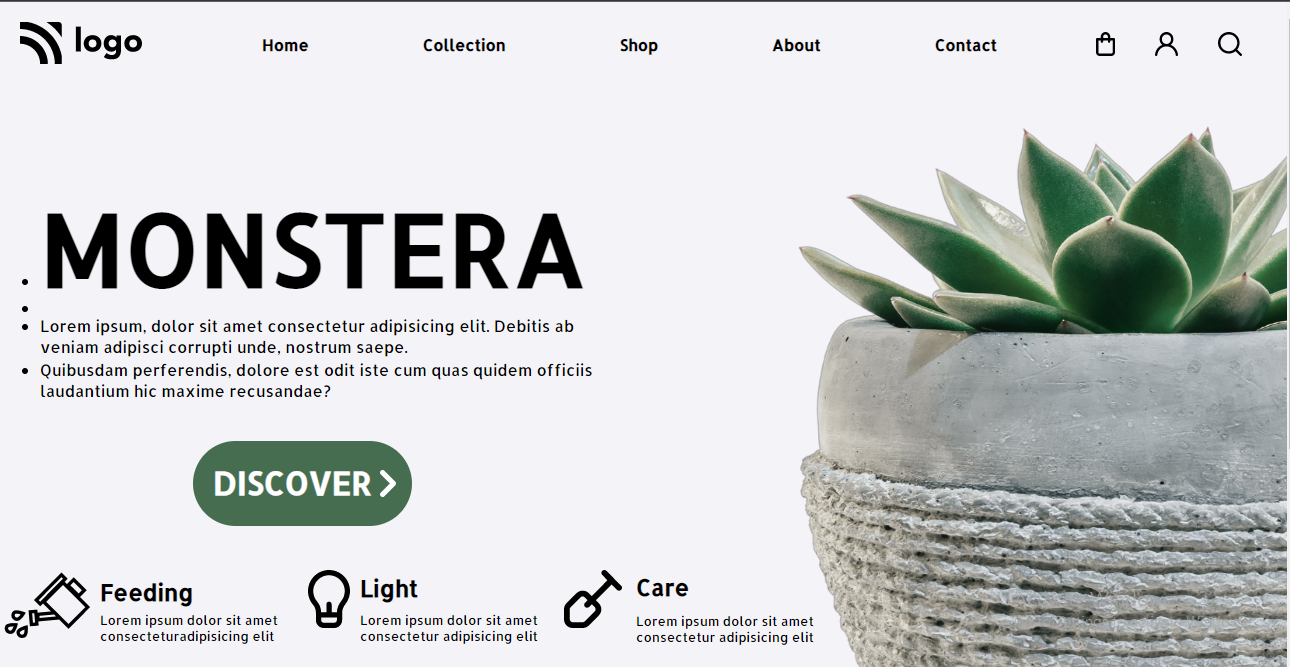 logo
Home Collection Shop About Contact
MONSTERA
Lorem ipsum, dolor sit amet consectetur adipisicing elit. Debitis ab
veniam adipisci corrupti unde, nostrum saepe.
Quibusdam perferendis, dolore est odit iste cum quas quidem officiis
laudantium hic maxime recusandae?
DISCOVER
Feeding
Lorem ipsum dolor sit amet
consecteturadipisicing elit
Light
Lorem ipsum dolor sit amet
consectetur adipisicing elit
Care
Lorem ipsum dolor sit amet
consectetur adipisicing elit